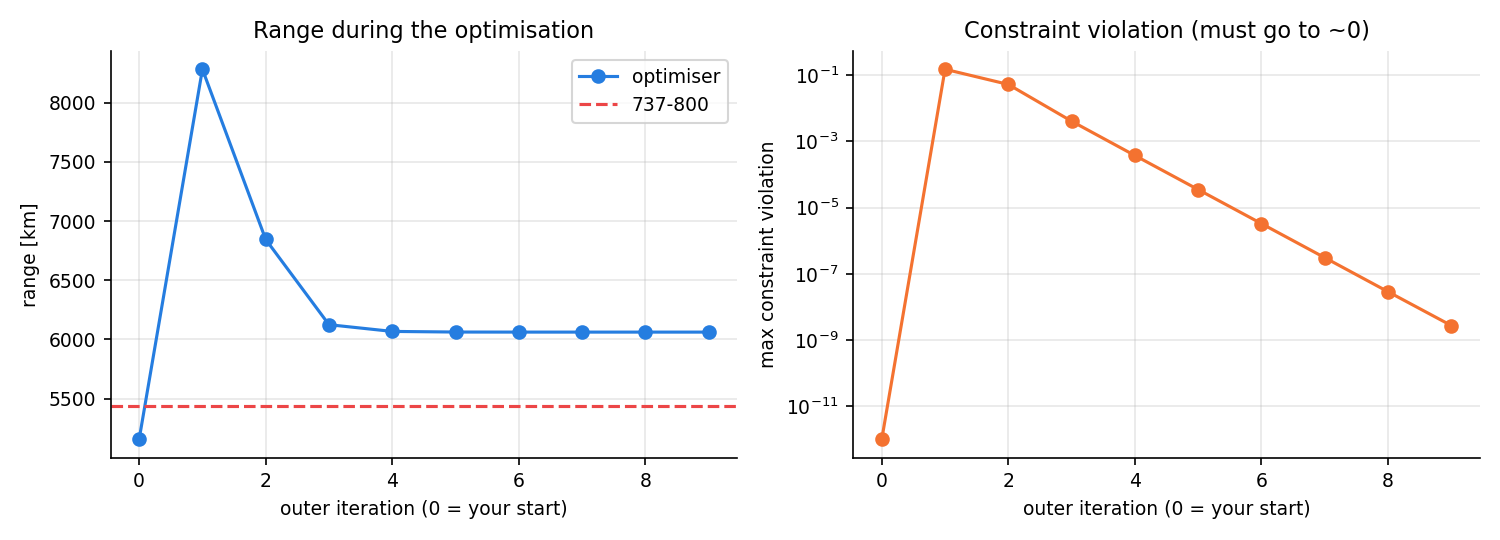 Range during the optimisation
optimiser
737-800
8000
7500
7000
6500
6000
5500
range [km]
0 2 4 6 8
outer iteration (0 = your start)
Constraint violation (must go to ~0)
10⁻¹
10⁻³
10⁻⁵
10⁻⁷
10⁻⁹
10⁻¹¹
max constraint violation
0 2 4 6 8
outer iteration (0 = your start)